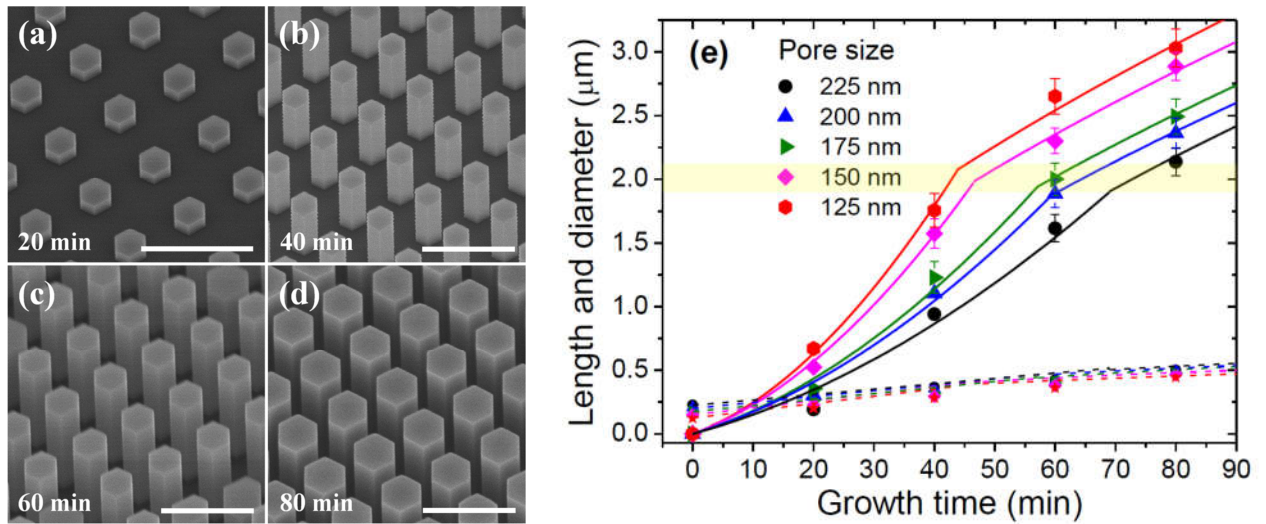 (a)
20 min
(b)
40 min
(c)
60 min
(d)
80 min
(e)
Pore size
225 nm
200 nm
175 nm
150 nm
125 nm
Length and diameter (μm)
3.0
2.5
2.0
1.5
1.0
0.5
0.0
0 10 20 30 40 50 60 70 80 90
Growth time (min)